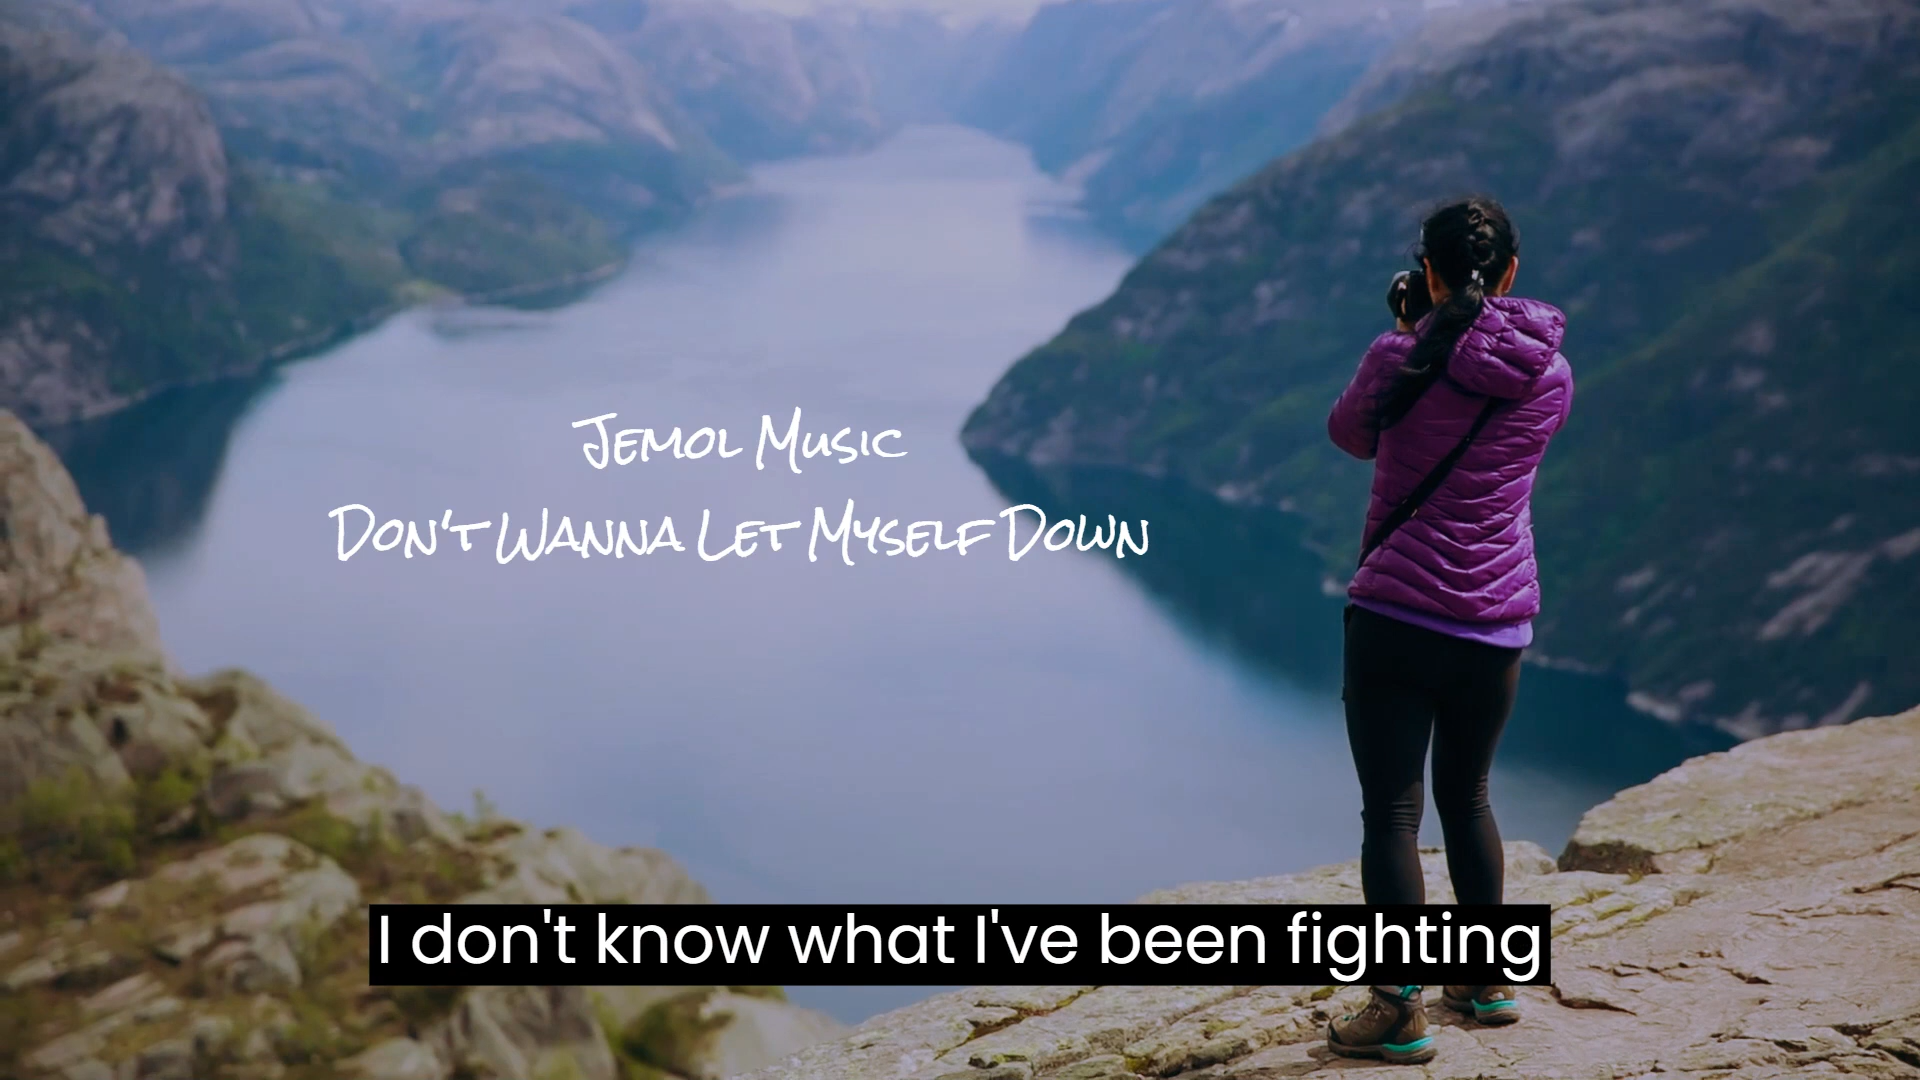 Jemol Music
Don't Wanna Let Myself Down
I don't know what I've been fighting